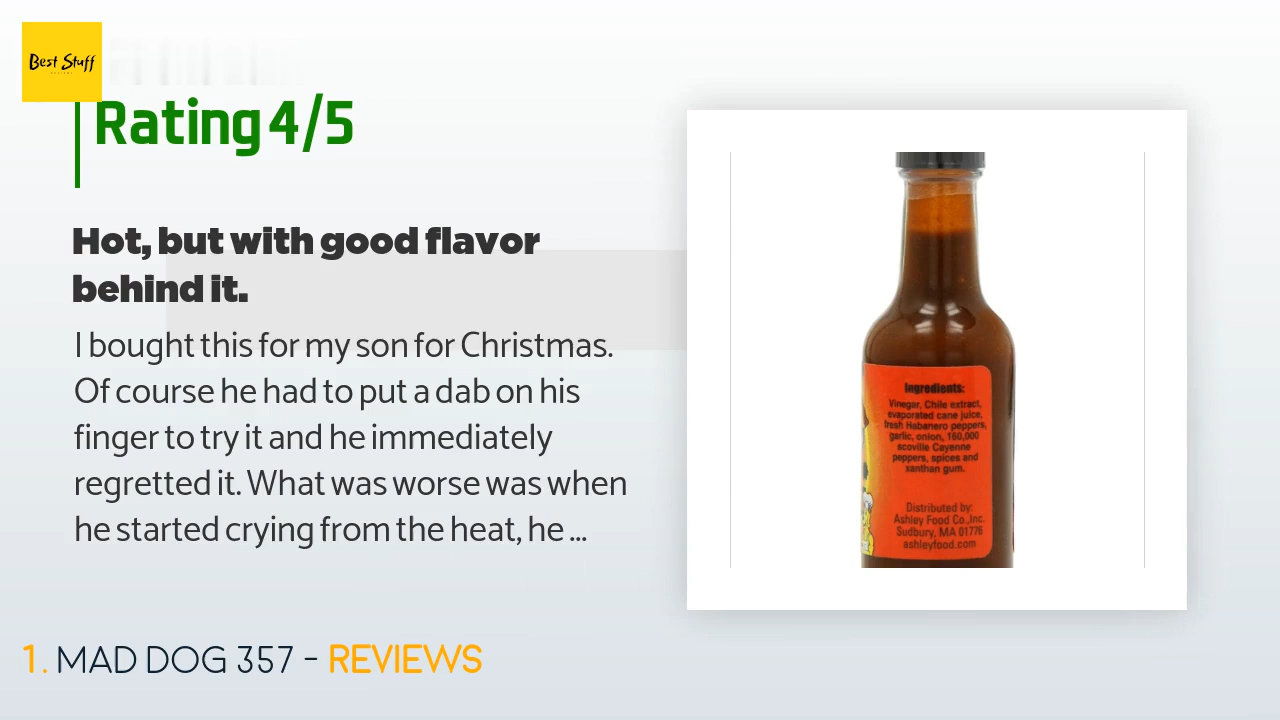 Best Stuff
Rating 4/5
Hot, but with good flavor
behind it.
I bought this for my son for Christmas.
Of course he had to put a dab on his
finger to try it and he immediately
regretted it. What was worse was when
he started crying from the heat, he ...
Ingredients:
Vinegar, Chile extract,
evaporated cane juice,
fresh Habanero peppers,
garlic, onion, 160,000
scoville Cayenne
peppers, spices and
xanthan gum.
Distributed by:
Ashley Food Co.,Inc.
Sudbury, MA 01776
ashleyfood.com
1. MAD DOG 357 - REVIEWS